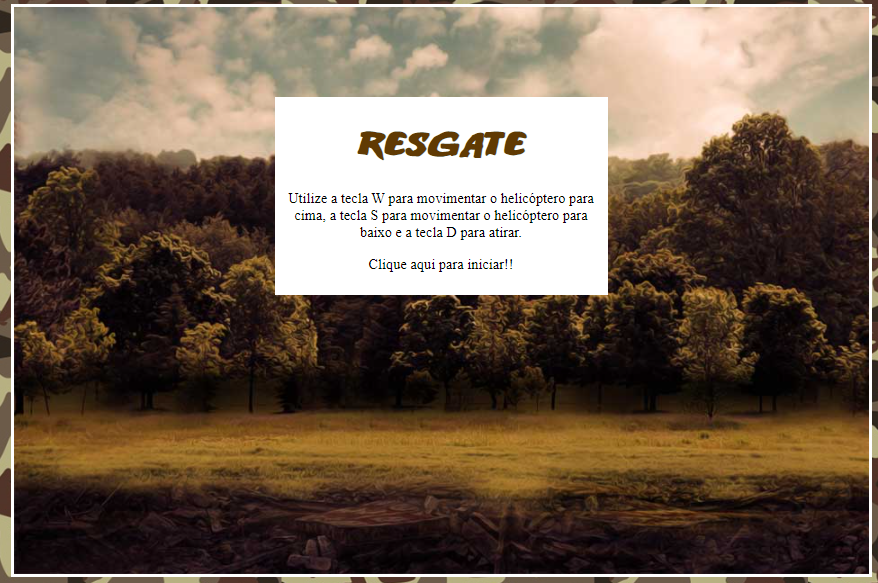 RESGATE
Utilize a tecla W para movimentar o helicóptero para
cima, a tecla S para movimentar o helicóptero para
baixo e a tecla D para atirar.
Clique aqui para iniciar!!